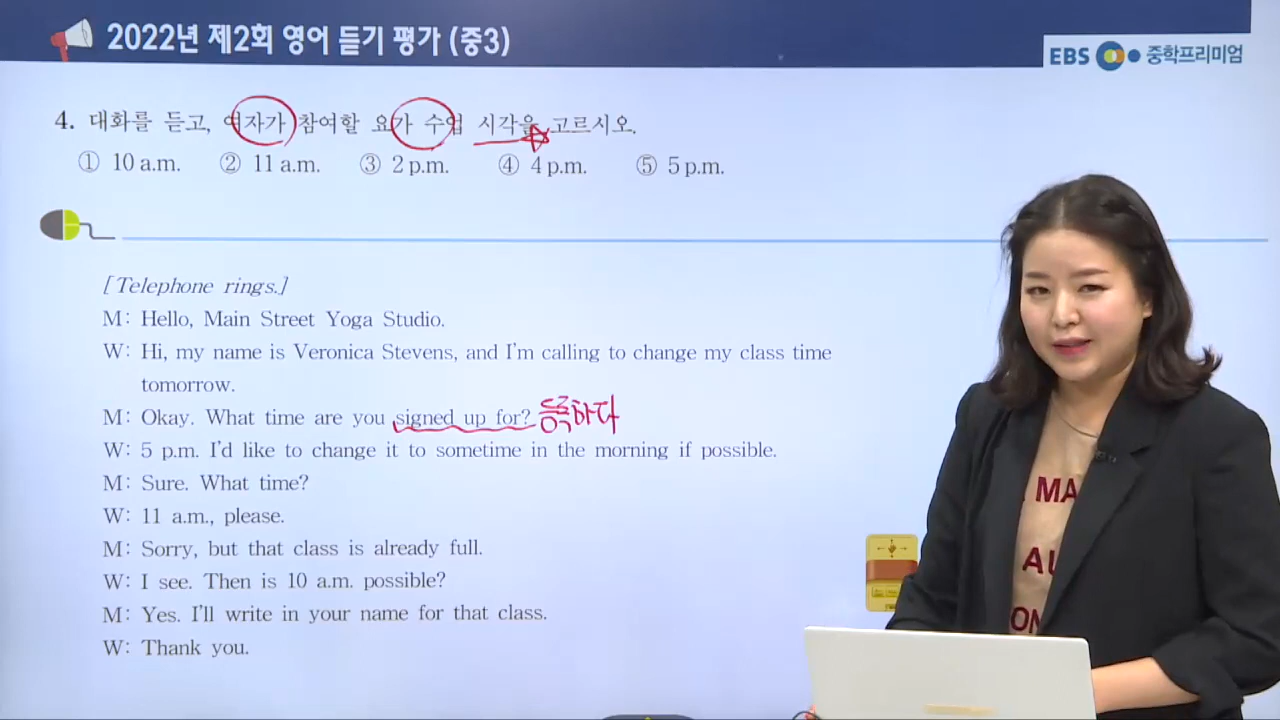 2022년 제2회 영어 듣기 평가 (중3)
EBS 중학프리미엄
4. 대화를 듣고, 여자가 참여할 요가 수업 시각을 고르시오.
① 10 a.m. ② 11 a.m. ③ 2 p.m. ④ 4 p.m. ⑤ 5 p.m.
[Telephone rings.]
M: Hello, Main Street Yoga Studio.
W: Hi, my name is Veronica Stevens, and I'm calling to change my class time
tomorrow.
M: Okay. What time are you signed up for?
W: 5 p.m. I'd like to change it to sometime in the morning if possible.
M: Sure. What time?
W: 11 a.m., please.
M: Sorry, but that class is already full.
W: I see. Then is 10 a.m. possible?
M: Yes. I'll write in your name for that class.
W: Thank you.
MA
AU
ON